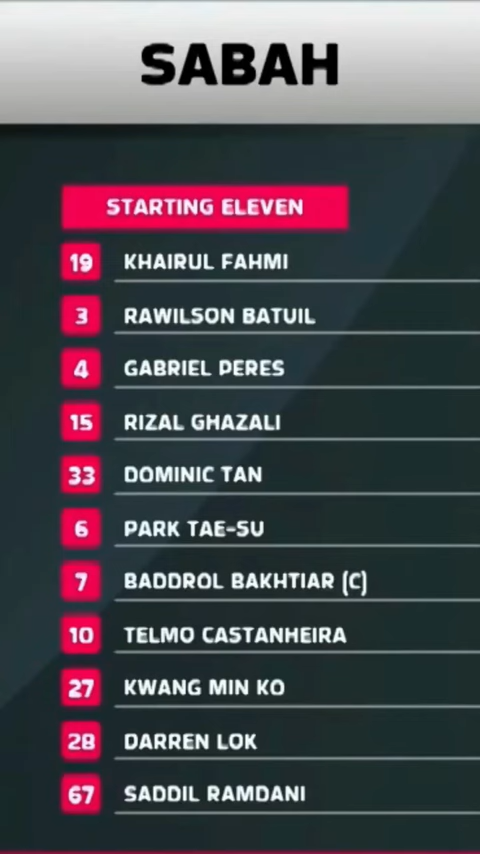 SABAH
STARTING ELEVEN
19 KHAIRUL FAHMI
3 RAWILSON BATUIL
4 GABRIEL PERES
15 RIZAL GHAZALI
33 DOMINIC TAN
6 PARK TAE-SU
7 BADDROL BAKHTIAR (C)
10 TELMO CASTANHEIRA
27 KWANG MIN KO
28 DARREN LOK
67 SADDIL RAMDANI